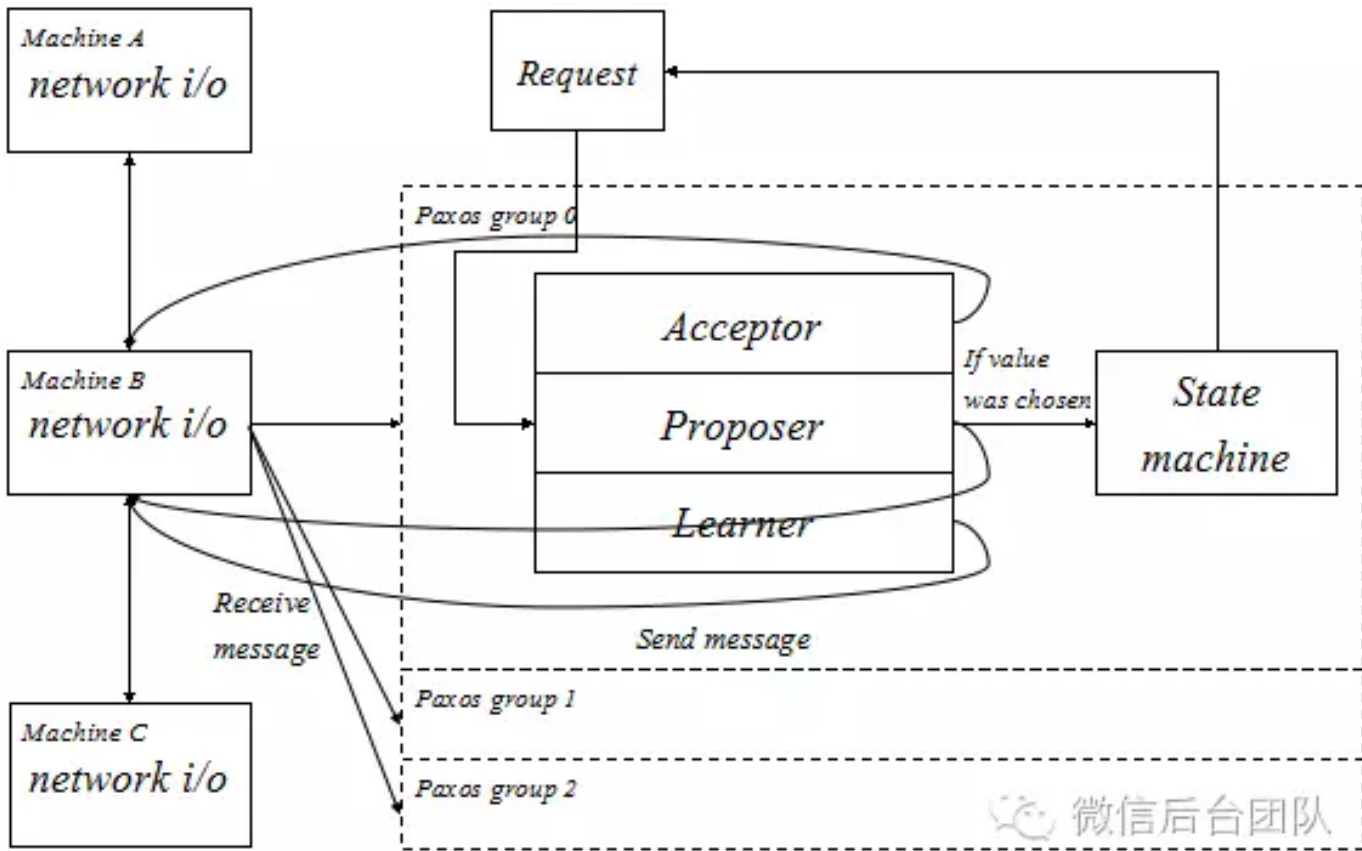 Machine A
network i/o
Request
Paxos group 0
Acceptor
Machine B
network i/o
Proposer
If value
was chosen
State
machine
Learner
Receive
message
Send message
Paxos group 1
Machine C
network i/o
Paxos group 2
微信后台团队